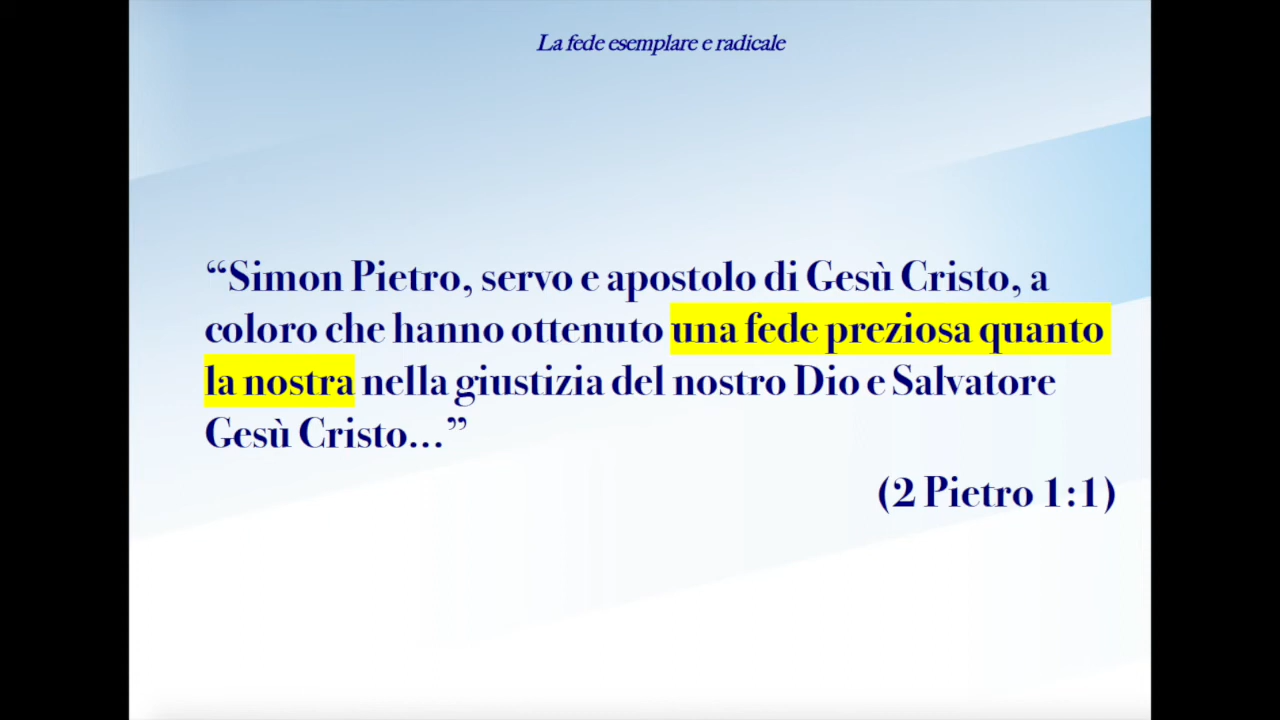 La fede esemplare e radicale
“Simon Pietro, servo e apostolo di Gesù Cristo, a
coloro che hanno ottenuto una fede preziosa quanto
la nostra nella giustizia del nostro Dio e Salvatore
Gesù Cristo...”
(2 Pietro 1:1)